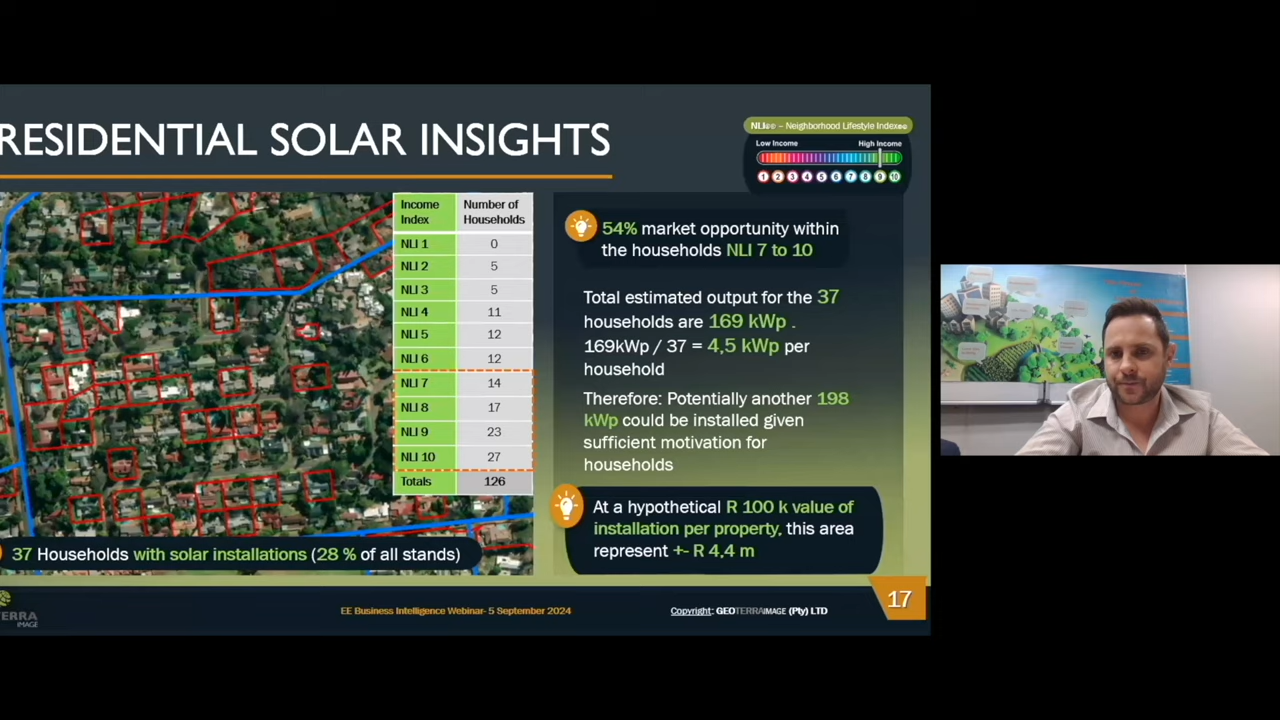 RESIDENTIAL SOLAR INSIGHTS
NLI©© – Neighborhood Lifestyle Index©©
Low Income High Income
1 2 3 4 5 6 7 8 9 10
Income Index Number of Households
NLI 1 0
NLI 2 5
NLI 3 5
NLI 4 11
NLI 5 12
NLI 6 12
NLI 7 14
NLI 8 17
NLI 9 23
NLI 10 27
Totals 126
37 Households with solar installations (28 % of all stands)
54% market opportunity within
the households NLI 7 to 10
Total estimated output for the 37
households are 169 kWp .
169kWp / 37 = 4,5 kWp per
household
Therefore: Potentially another 198
kWp could be installed given
sufficient motivation for
households
At a hypothetical R 100 k value of
installation per property, this area
represent +- R 4,4 m
TERRA
IMAGE
EE Business Intelligence Webinar- 5 September 2024
Copyright: GEOTERRAIMAGE (Pty) LTD
17